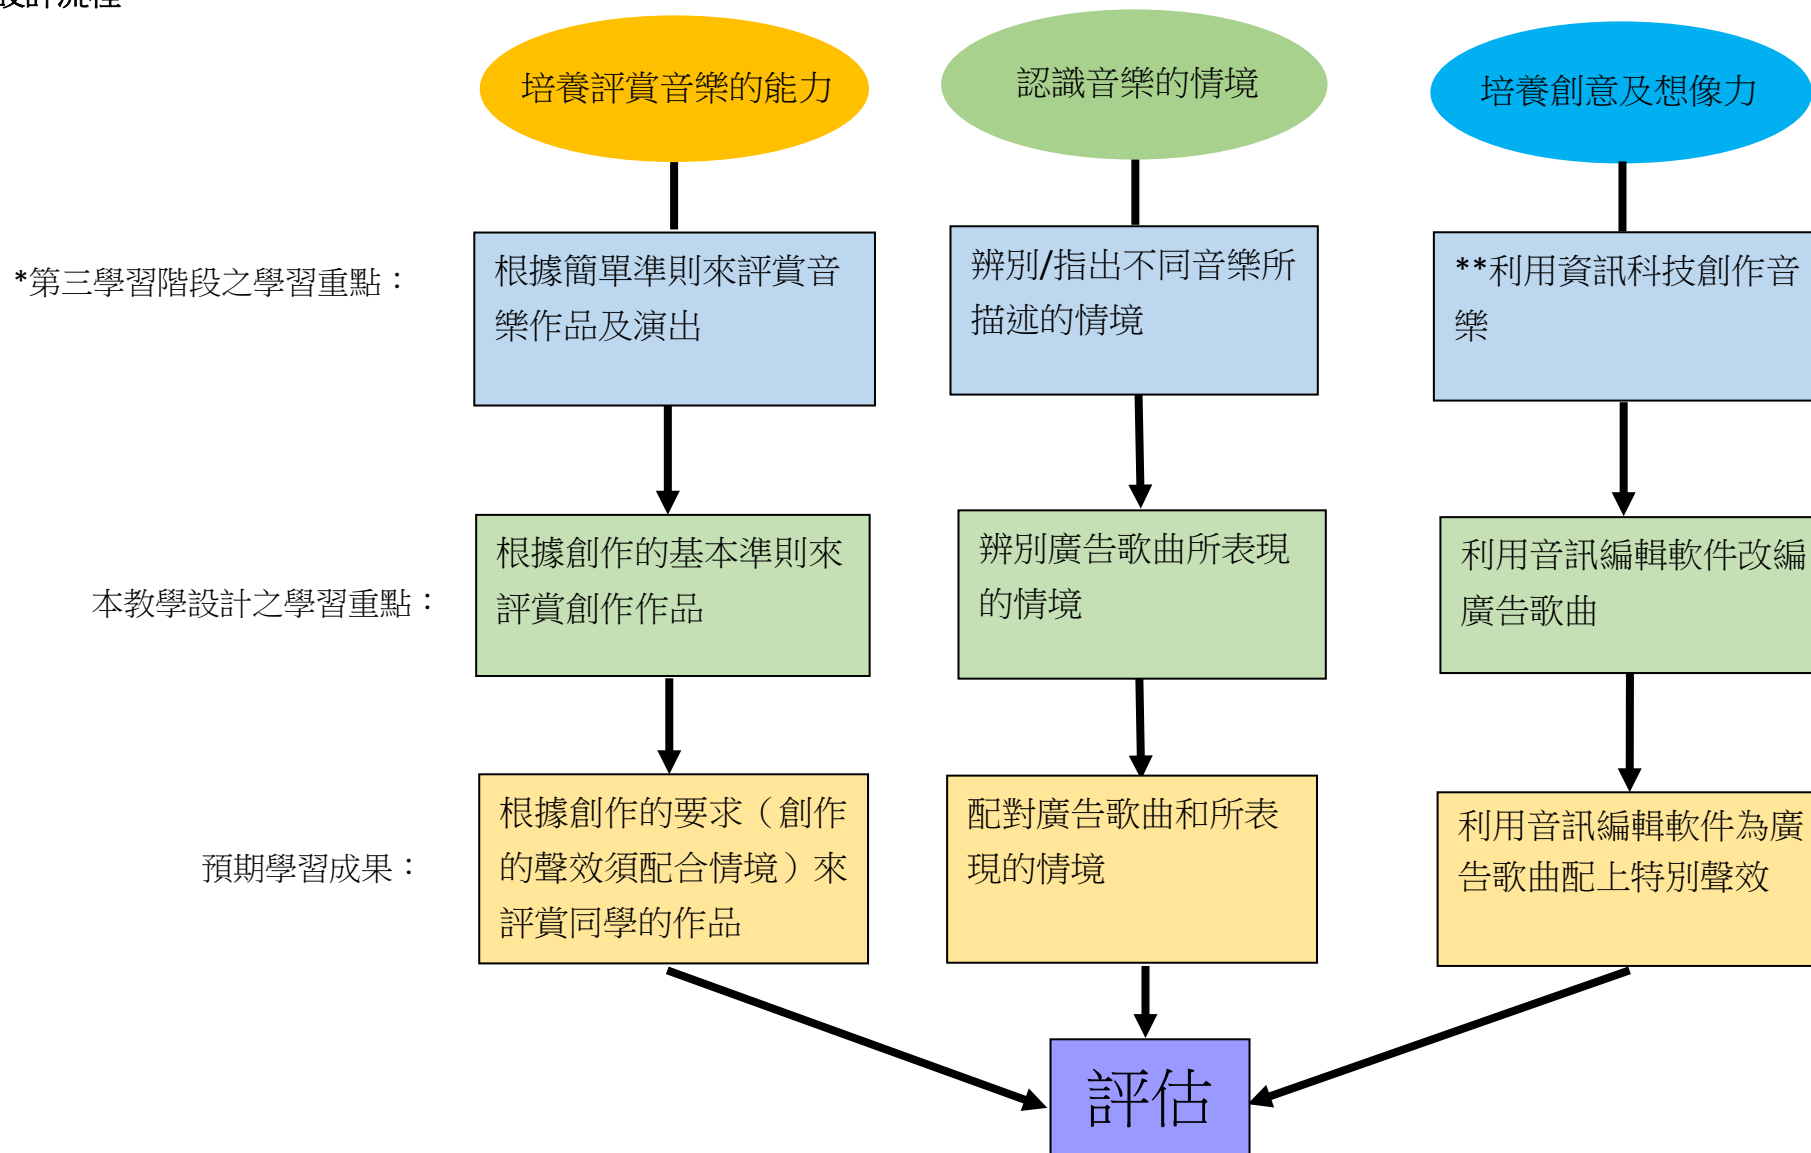 設計流程
培養評賞音樂的能力
認識音樂的情境
培養創意及想像力
*第三學習階段之學習重點：
根據簡單準則來評賞音
樂作品及演出
辨別/指出不同音樂所
描述的情境
**利用資訊科技創作音
樂
本教學設計之學習重點：
根據創作的基本準則來
評賞創作作品
辨別廣告歌曲所表現
的情境
利用音訊編輯軟件改編
廣告歌曲
預期學習成果：
根據創作的要求（創作
的聲效須配合情境）來
評賞同學的作品
配對廣告歌曲和所表
現的情境
利用音訊編輯軟件為廣
告歌曲配上特別聲效
評估